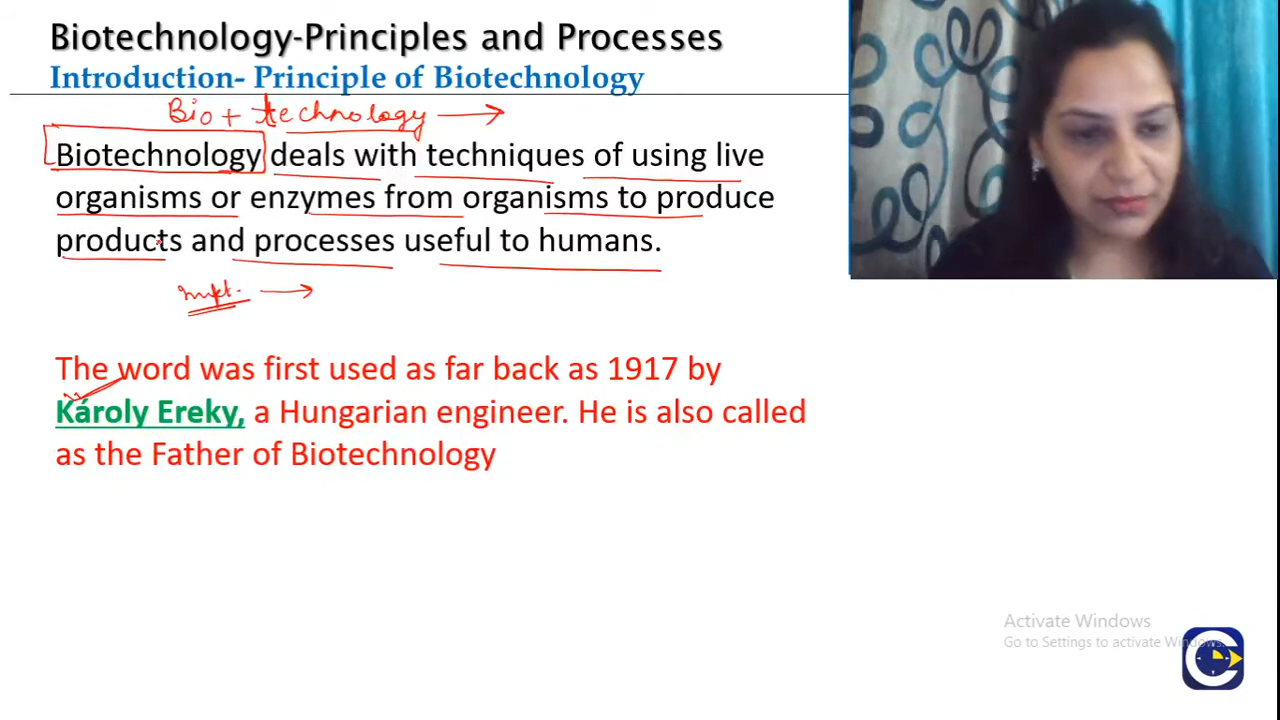 Biotechnology-Principles and Processes
Introduction- Principle of Biotechnology
Bio + technology →
Biotechnology deals with techniques of using live
organisms or enzymes from organisms to produce
products and processes useful to humans.
The word was first used as far back as 1917 by
Károly Ereky, a Hungarian engineer. He is also called
as the Father of Biotechnology
Activate Windows
Go to Settings to activate Windows.